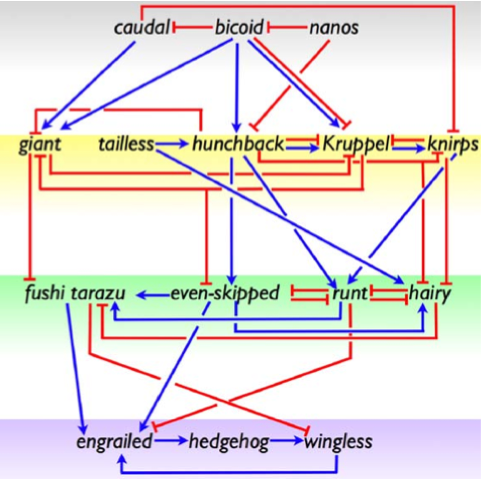 caudal bicoid nanos
giant tailless hunchback Kruppel knirps
fushi tarazu even-skipped runt hairy
engrailed hedgehog wingless